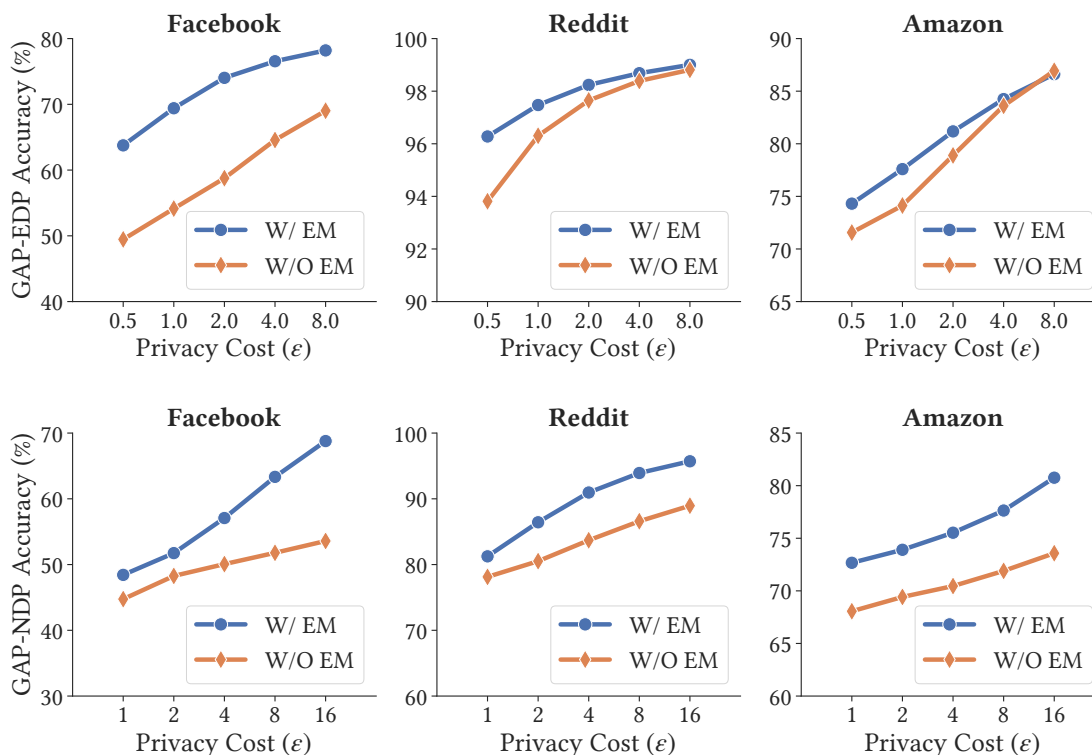 Facebook
Reddit
Amazon
GAP-EDP Accuracy (%)
80
70
60
50
40
W/ EM
W/O EM
0.5 1.0 2.0 4.0 8.0
Privacy Cost (ε)
100
98
96
94
92
90
W/ EM
W/O EM
0.5 1.0 2.0 4.0 8.0
Privacy Cost (ε)
90
85
80
75
70
65
W/ EM
W/O EM
0.5 1.0 2.0 4.0 8.0
Privacy Cost (ε)
Facebook
Reddit
Amazon
GAP-NDP Accuracy (%)
70
60
50
40
30
W/ EM
W/O EM
1 2 4 8 16
Privacy Cost (ε)
100
90
80
70
60
W/ EM
W/O EM
1 2 4 8 16
Privacy Cost (ε)
85
80
75
70
65
60
W/ EM
W/O EM
1 2 4 8 16
Privacy Cost (ε)